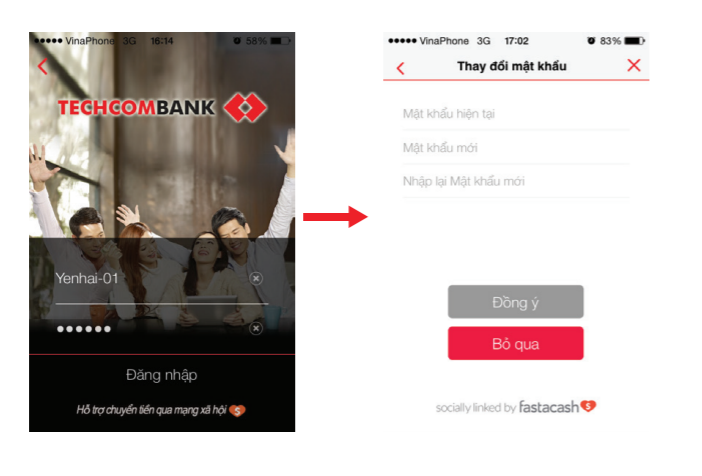 VinaPhone 3G 16:14 58%
TECHCOMBANK
Yenhai-01
Đăng nhập
Hỗ trợ chuyển tiền qua mạng xã hội
VinaPhone 3G 17:02 83%
Thay đổi mật khẩu
Mật khẩu hiện tại
Mật khẩu mới
Nhập lại Mật khẩu mới
Đồng ý
Bỏ qua
socially linked by fastacash